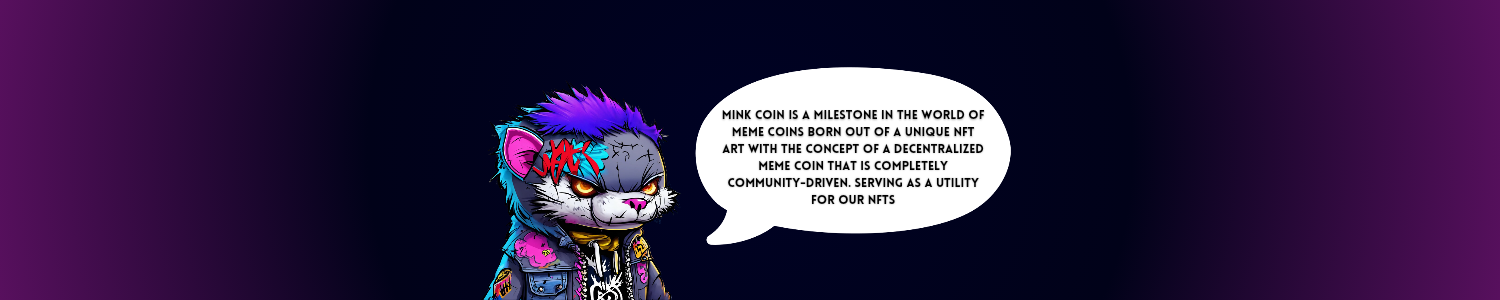 MINK COIN IS A MILESTONE IN THE WORLD OF
MEME COINS BORN OUT OF A UNIQUE NFT
ART WITH THE CONCEPT OF A DECENTRALIZED
MEME COIN THAT IS COMPLETELY
COMMUNITY-DRIVEN. SERVING AS A UTILITY
FOR OUR NFTS